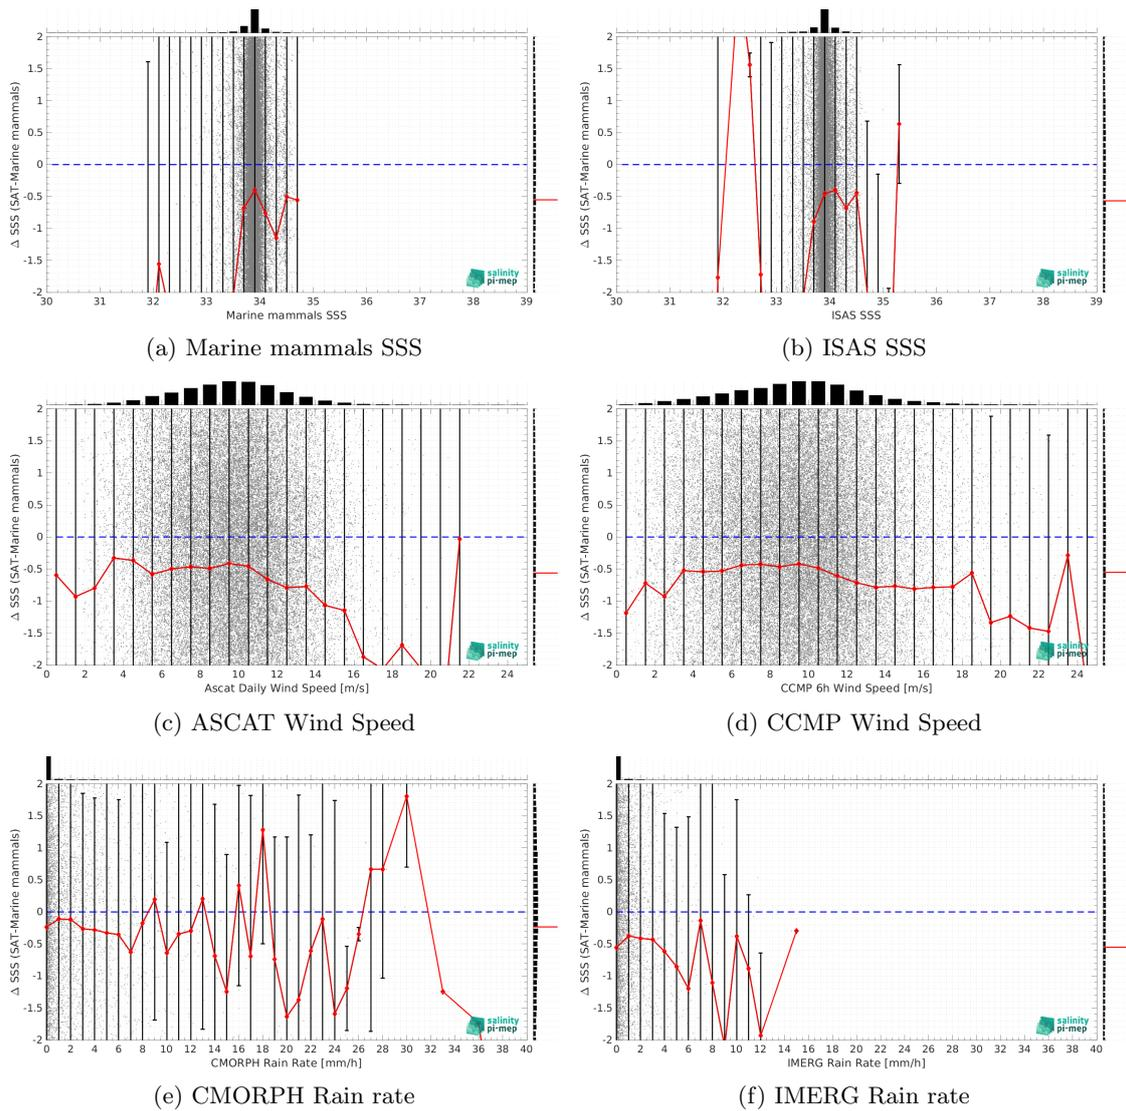 2
1.5
1
0.5
0
-0.5
-1
-1.5
-2
Δ SSS (SAT-Marine mammals)
30 31 32 33 34 35 36 37 38 39
Marine mammals SSS
salinity
pi-mep
(a) Marine mammals SSS
2
1.5
1
0.5
0
-0.5
-1
-1.5
-2
Δ SSS (SAT-Marine mammals)
30 31 32 33 34 35 36 37 38 39
ISAS SSS
salinity
pi-mep
(b) ISAS SSS
2
1.5
1
0.5
0
-0.5
-1
-1.5
-2
Δ SSS (SAT-Marine mammals)
0 2 4 6 8 10 12 14 16 18 20 22 24
Ascat Daily Wind Speed [m/s]
salinity
pi-mep
(c) ASCAT Wind Speed
2
1.5
1
0.5
0
-0.5
-1
-1.5
-2
Δ SSS (SAT-Marine mammals)
0 2 4 6 8 10 12 14 16 18 20 22 24
CCMP 6h Wind Speed [m/s]
salinity
pi-mep
(d) CCMP Wind Speed
2
1.5
1
0.5
0
-0.5
-1
-1.5
-2
Δ SSS (SAT-Marine mammals)
0 2 4 6 8 10 12 14 16 18 20 22 24 26 28 30 32 34 36 38 40
CMORPH Rain Rate [mm/h]
salinity
pi-mep
(e) CMORPH Rain rate
2
1.5
1
0.5
0
-0.5
-1
-1.5
-2
Δ SSS (SAT-Marine mammals)
0 2 4 6 8 10 12 14 16 18 20 22 24 26 28 30 32 34 36 38 40
IMERG Rain Rate [mm/h]
salinity
pi-mep
(f) IMERG Rain rate